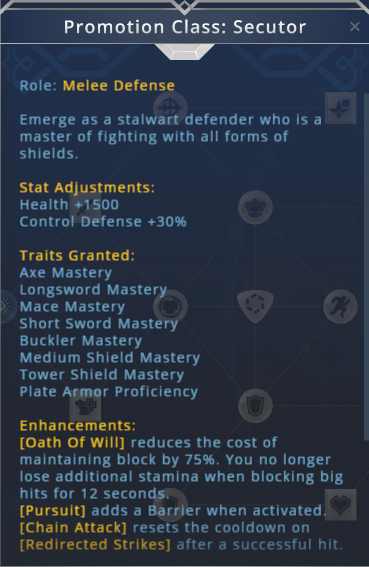 Promotion Class: Secutor
Role: Melee Defense
Emerge as a stalwart defender who is a
master of fighting with all forms of
shields.
Stat Adjustments:
Health +1500
Control Defense +30%
Traits Granted:
Axe Mastery
Longsword Mastery
Mace Mastery
Short Sword Mastery
Buckler Mastery
Medium Shield Mastery
Tower Shield Mastery
Plate Armor Proficiency
Enhancements:
[Oath Of Will] reduces the cost of
maintaining block by 75%. You no longer
lose additional stamina when blocking big
hits for 12 seconds.
[Pursuit] adds a Barrier when activated.
[Chain Attack] resets the cooldown on
[Redirected Strikes] after a successful hit.